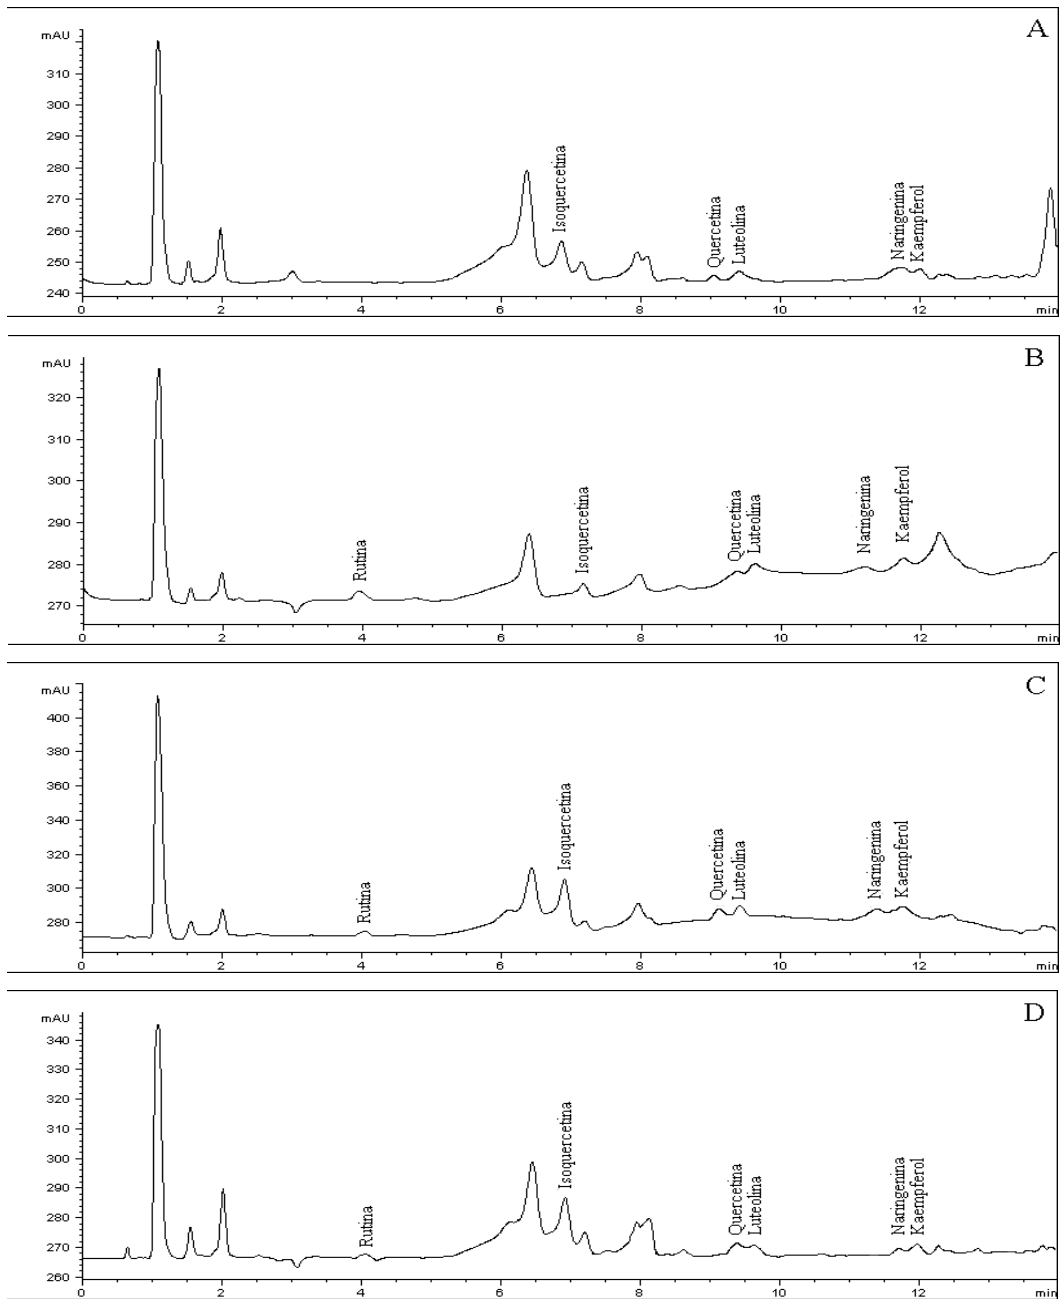 A
mAU
310
300
290
280
270
260
250
240
Isoquercetina
Quercetina
Luteolina
Naringenina
Kaempferol
0 2 4 6 8 10 12 min
B
mAU
320
310
300
290
280
270
Rutina
Isoquercetina
Quercetina
Luteolina
Naringenina
Kaempferol
0 2 4 6 8 10 12 min
C
mAU
400
380
360
340
320
300
280
Rutina
Isoquercetina
Quercetina
Luteolina
Naringenina
Kaempferol
0 2 4 6 8 10 12 min
D
mAU
340
330
320
310
300
290
280
270
260
Rutina
Isoquercetina
Quercetina
Luteolina
Naringenina
Kaempferol
0 2 4 6 8 10 12 min